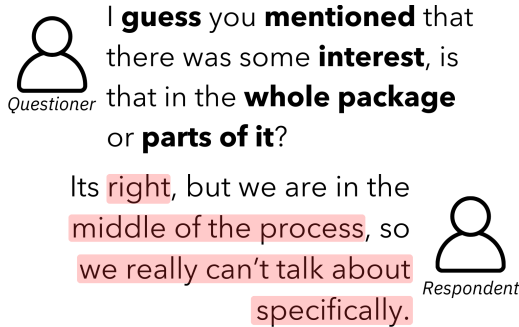 I guess you mentioned that
there was some interest, is
that in the whole package
or parts of it?
Questioner
Its right, but we are in the
middle of the process, so
we really can't talk about
specifically.
Respondent